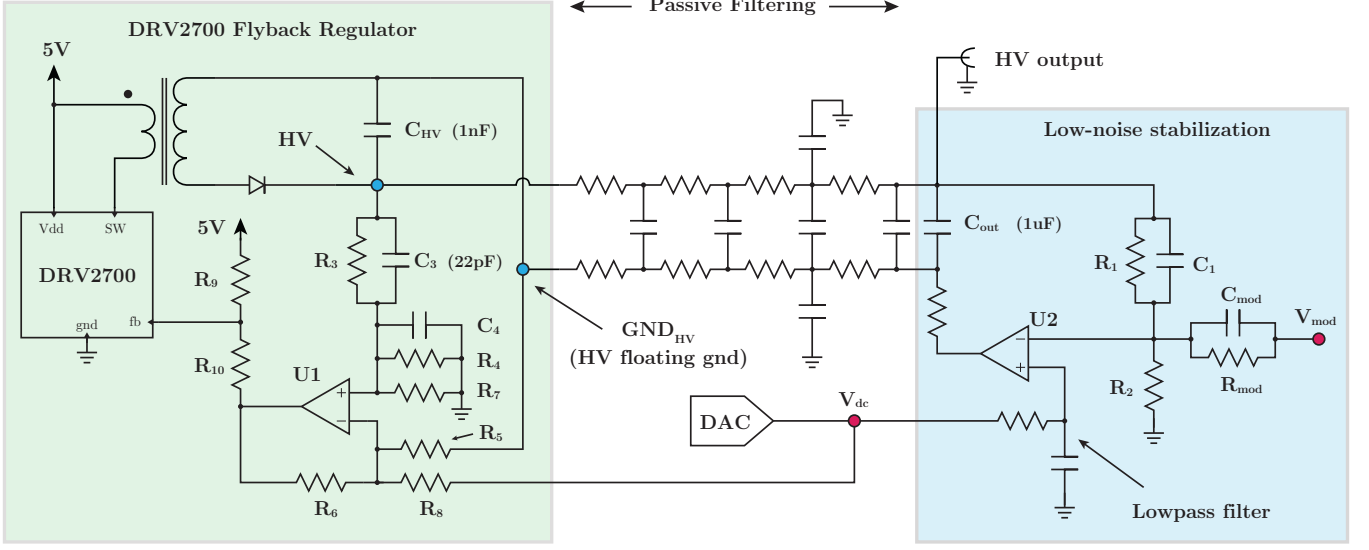 Passive Filtering
DRV2700 Flyback Regulator
5V
HV output
Low-noise stabilization
C_HV (1nF)
HV
Vdd
SW
5V
C_out (1uF)
R_3
C_3 (22pF)
R_1
C_1
DRV2700
R_9
C_mod
gnd
fb
C_4
GND_HV
(HV floating gnd)
U2
V_mod
R_10
U1
R_4
−
+
R_2
R_mod
+
−
R_7
DAC
V_dc
R_5
R_6
R_8
Lowpass filter